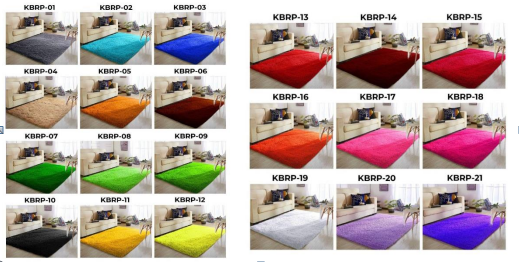 KBRP-01 KBRP-02 KBRP-03
KBRP-04 KBRP-05 KBRP-06
KBRP-07 KBRP-08 KBRP-09
KBRP-10 KBRP-11 KBRP-12
KBRP-13 KBRP-14 KBRP-15
KBRP-16 KBRP-17 KBRP-18
KBRP-19 KBRP-20 KBRP-21